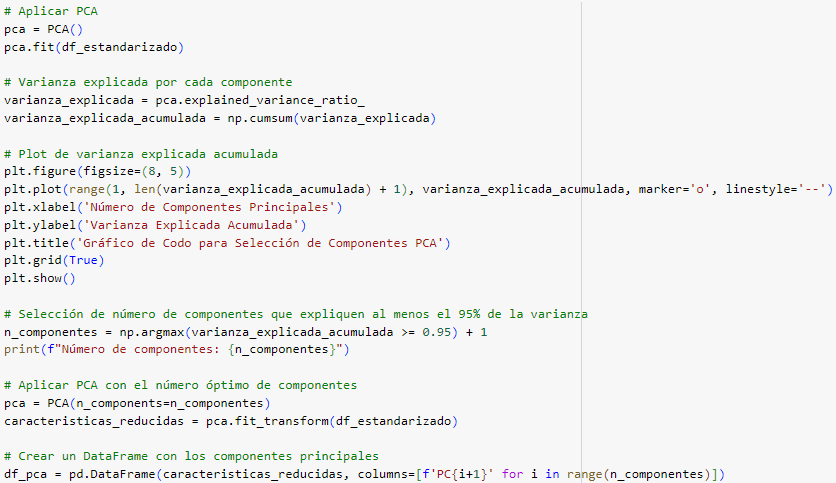 # Aplicar PCA
pca = PCA()
pca.fit(df_estandarizado)
# Varianza explicada por cada componente
varianza_explicada = pca.explained_variance_ratio_
varianza_explicada_acumulada = np.cumsum(varianza_explicada)
# Plot de varianza explicada acumulada
plt.figure(figsize=(8, 5))
plt.plot(range(1, len(varianza_explicada_acumulada) + 1), varianza_explicada_acumulada, marker='o', linestyle='--')
plt.xlabel('Número de Componentes Principales')
plt.ylabel('Varianza Explicada Acumulada')
plt.title('Gráfico de Codo para Selección de Componentes PCA')
plt.grid(True)
plt.show()
# Selección de número de componentes que expliquen al menos el 95% de la varianza
n_componentes = np.argmax(varianza_explicada_acumulada >= 0.95) + 1
print(f"Número de componentes: {n_componentes}")
# Aplicar PCA con el número óptimo de componentes
pca = PCA(n_components=n_componentes)
caracteristicas_reducidas = pca.fit_transform(df_estandarizado)
# Crear un DataFrame con los componentes principales
df_pca = pd.DataFrame(caracteristicas_reducidas, columns=[f'PC{i+1}' for i in range(n_componentes)])